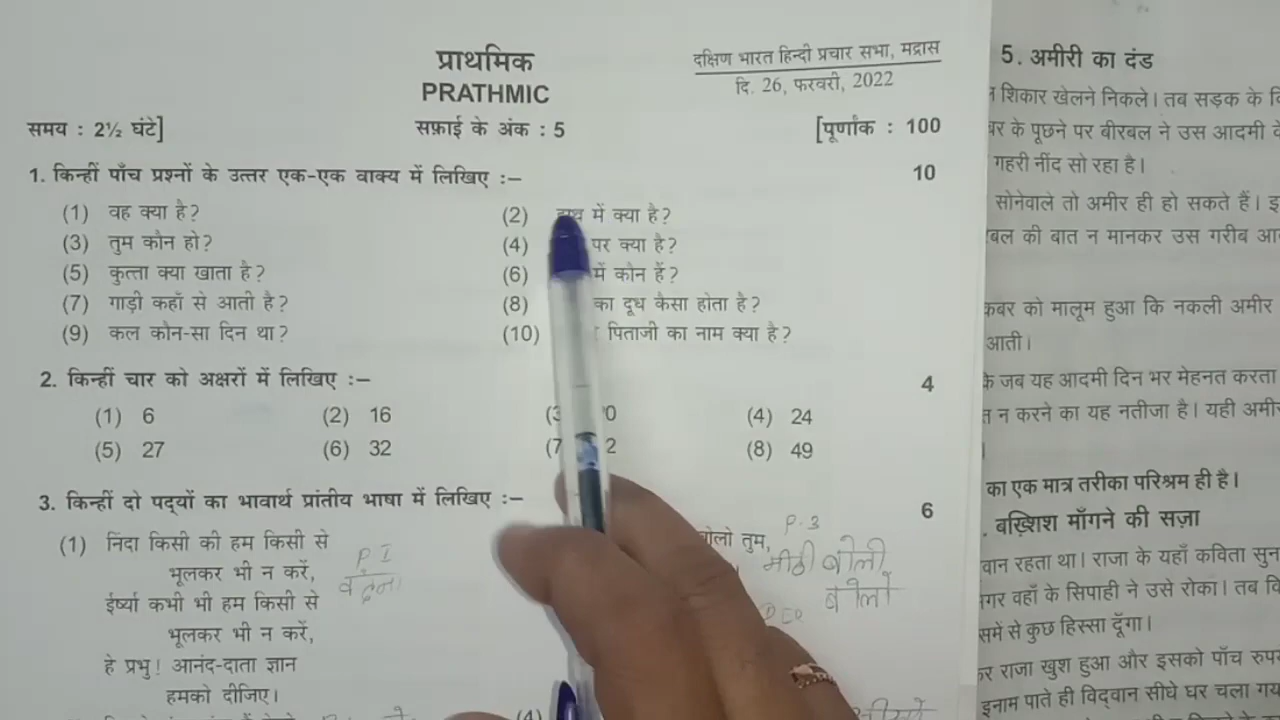 प्राथमिक
PRATHMIC
दक्षिण भारत हिन्दी प्रचार सभा, मद्रास
दि. 26, फरवरी, 2022
समय : 2½ घंटे]
सफ़ाई के अंक : 5
[पूर्णांक : 100
1. किन्हीं पाँच प्रश्नों के उत्तर एक-एक वाक्य में लिखिए :– 10
(1) वह क्या है? (2) में क्या है?
(3) तुम कौन हो? (4) पर क्या है?
(5) कुत्ता क्या खाता है? (6) में कौन हैं?
(7) गाड़ी कहाँ से आती है? (8) का दूध कैसा होता है?
(9) कल कौन-सा दिन था? (10) पिताजी का नाम क्या है?
2. किन्हीं चार को अक्षरों में लिखिए :– 4
(1) 6 (2) 16 (4) 24
(5) 27 (6) 32 (8) 49
3. किन्हीं दो पद्यों का भावार्थ प्रांतीय भाषा में लिखिए :– 6
(1) निंदा किसी की हम किसी से
भूलकर भी न करें,
ईर्ष्या कभी भी हम किसी से
भूलकर भी न करें,
हे प्रभु! आनंद-दाता ज्ञान
हमको दीजिए।
P I
वंदना
तुम,
P.3
मीठी बोली
बोलो
(4)
5. अमीरी का दंड
शिकार खेलने निकले। तब सड़क के
के पूछने पर बीरबल ने उस आदमी
गहरी नींद सो रहा है।
सोनेवाले तो अमीर ही हो सकते हैं।
की बात न मानकर उस गरीब
को मालूम हुआ कि नकली अमीर
आती।
जब यह आदमी दिन भर मेहनत करता
न करने का यह नतीजा है। यही
का एक मात्र तरीका परिश्रम ही है।
. बख़्शिश माँगने की सज़ा
रहता था। राजा के यहाँ कविता
वहाँ के सिपाही ने उसे रोका। तब
से कुछ हिस्सा दूँगा।
राजा खुश हुआ और इसको पाँच
इनाम पाते ही विद्वान सीधे घर चला